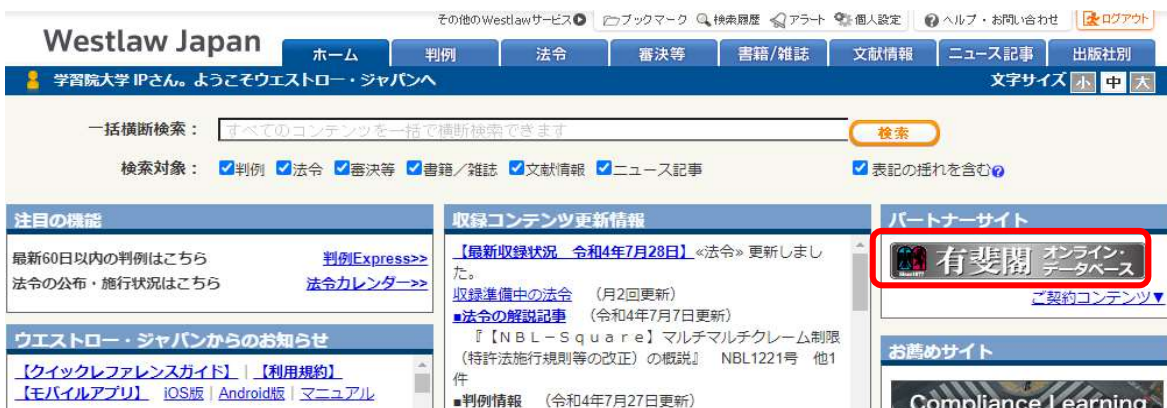 その他のWestlawサービス ブックマーク 検索履歴 アラート 個人設定 ヘルプ・お問い合わせ ログアウト
Westlaw Japan
ホーム 判例 法令 審決等 書籍/雑誌 文献情報 ニュース記事 出版社別
学習院大学IPさん。ようこそウエストロー・ジャパンへ 文字サイズ 小 中 大
一括横断検索： すべてのコンテンツを一括で横断検索できます 検索
検索対象： 判例 法令 審決等 書籍／雑誌 文献情報 ニュース記事 表記の揺れを含む
注目の機能
最新60日以内の判例はこちら 判例Express>>
法令の公布・施行状況はこちら 法令カレンダー>>
ウエストロー・ジャパンからのお知らせ
【クイックレファレンスガイド】 | 【利用規約】
【モバイルアプリ】 iOS版 | Android版 | マニュアル
収録コンテンツ更新情報
【最新収録状況 令和4年7月28日】≪法令≫ 更新しまし
た。
収録準備中の法令 （月2回更新）
■法令の解説記事 （令和4年7月7日更新）
『【ＮＢＬ－Ｓｑｕａｒｅ】マルチマルチクレーム制限
（特許法施行規則等の改正）の概説』 NBL1221号 他1
件
■判例情報 （令和4年7月27日更新）
パートナーサイト
有斐閣 オンライン・
データベース
ご契約コンテンツ▼
お薦めサイト
Compliance Learning